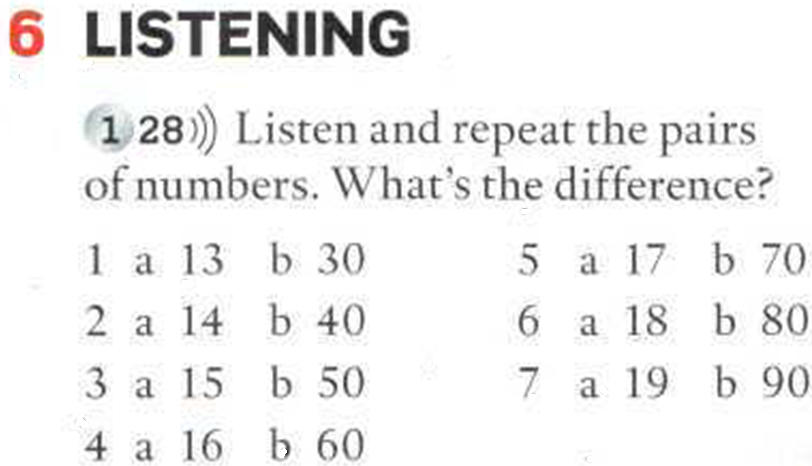 6 LISTENING
1 28))) Listen and repeat the pairs
of numbers. What's the difference?
1 a 13 b 30 5 a 17 b 70
2 a 14 b 40 6 a 18 b 80
3 a 15 b 50 7 a 19 b 90
4 a 16 b 60